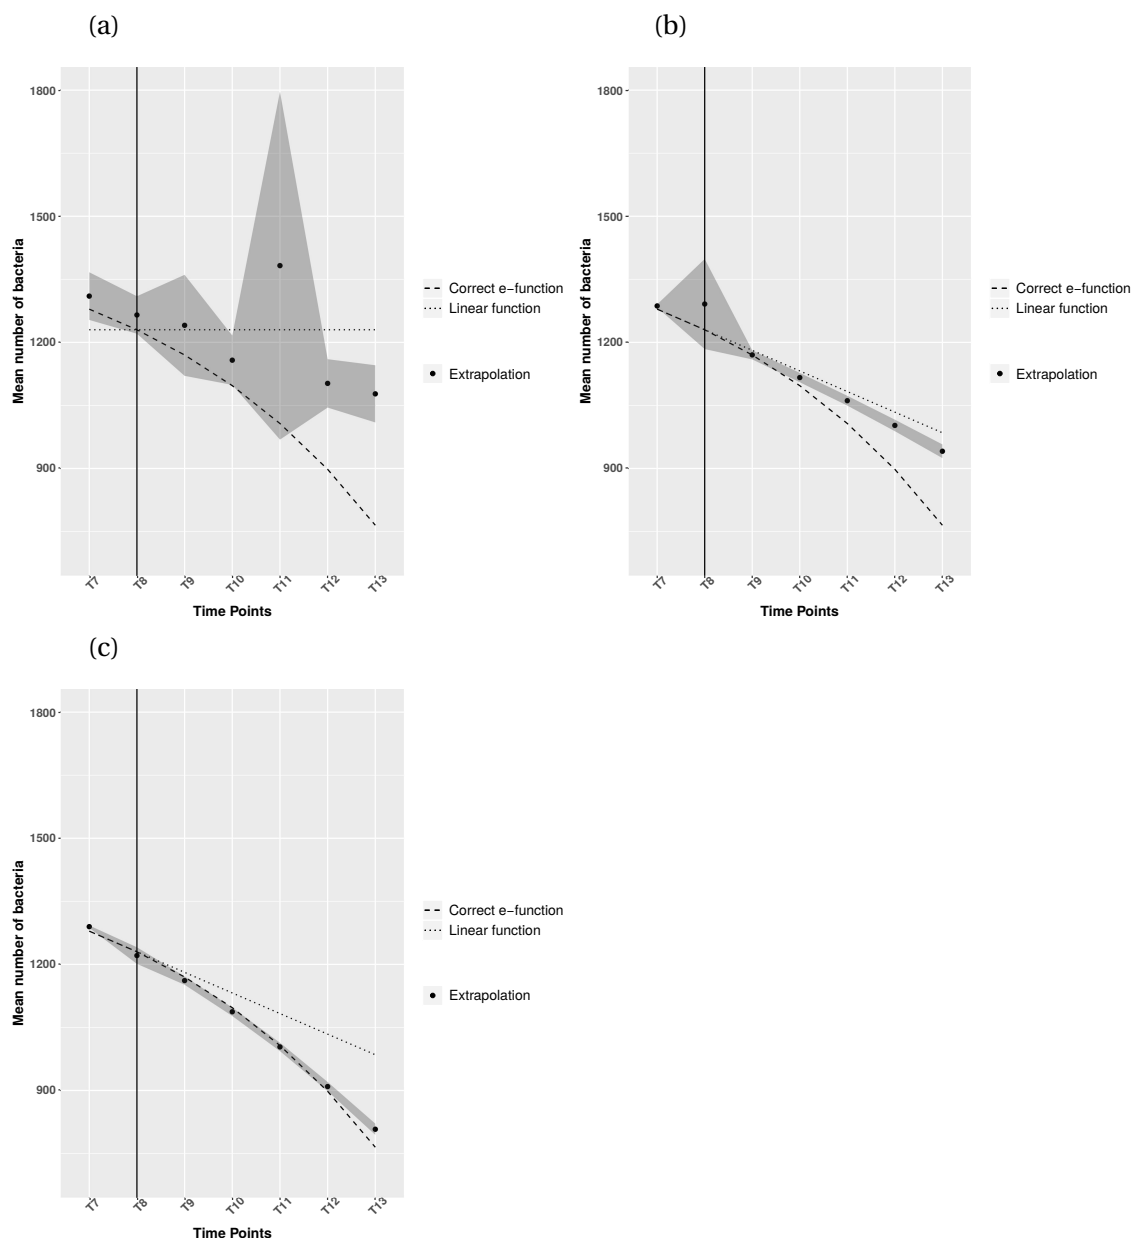 (a)
1800
1500
1200
900
Mean number of bacteria
T7 T8 T9 T10 T11 T12 T13
Time Points
Correct e−function
Linear function
Extrapolation
(b)
1800
1500
1200
900
Mean number of bacteria
T7 T8 T9 T10 T11 T12 T13
Time Points
Correct e−function
Linear function
Extrapolation
(c)
1800
1500
1200
900
Mean number of bacteria
T7 T8 T9 T10 T11 T12 T13
Time Points
Correct e−function
Linear function
Extrapolation